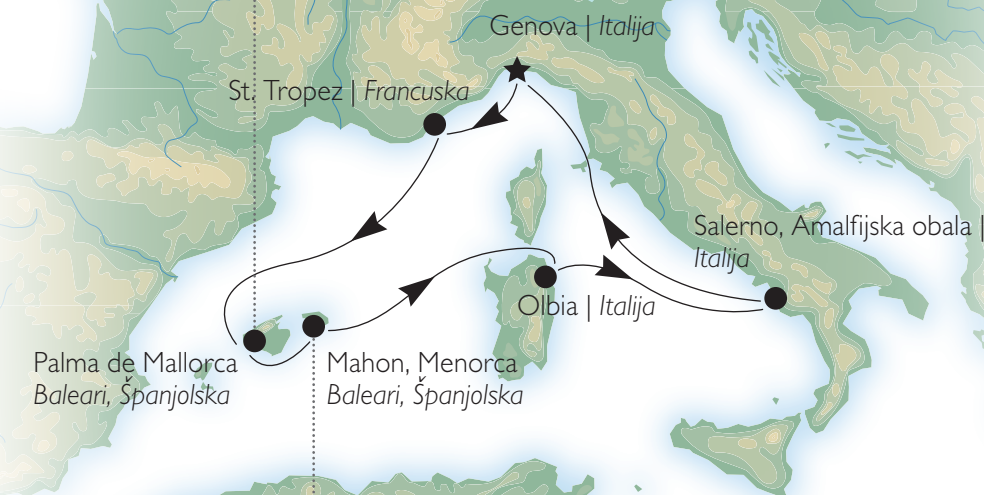 Genova | Italija
St. Tropez | Francuska
Salerno, Amalfijska obala |
Italija
Olbia | Italija
Palma de Mallorca
Baleari, Španjolska
Mahon, Menorca
Baleari, Španjolska